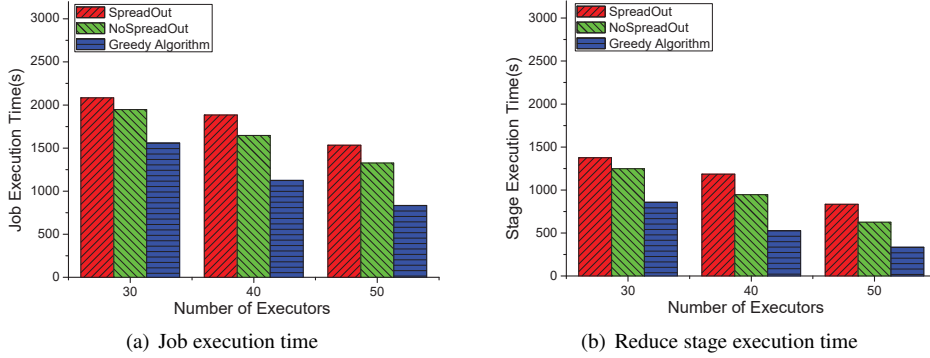 3000
2500
2000
1500
1000
500
0
Job Execution Time(s)
SpreadOut
NoSpreadOut
Greedy Algorithm
30 40 50
Number of Executors
(a) Job execution time
3000
2500
2000
1500
1000
500
0
Stage Execution Time(s)
SpreadOut
NoSpreadOut
Greedy Algorithm
30 40 50
Number of Executors
(b) Reduce stage execution time